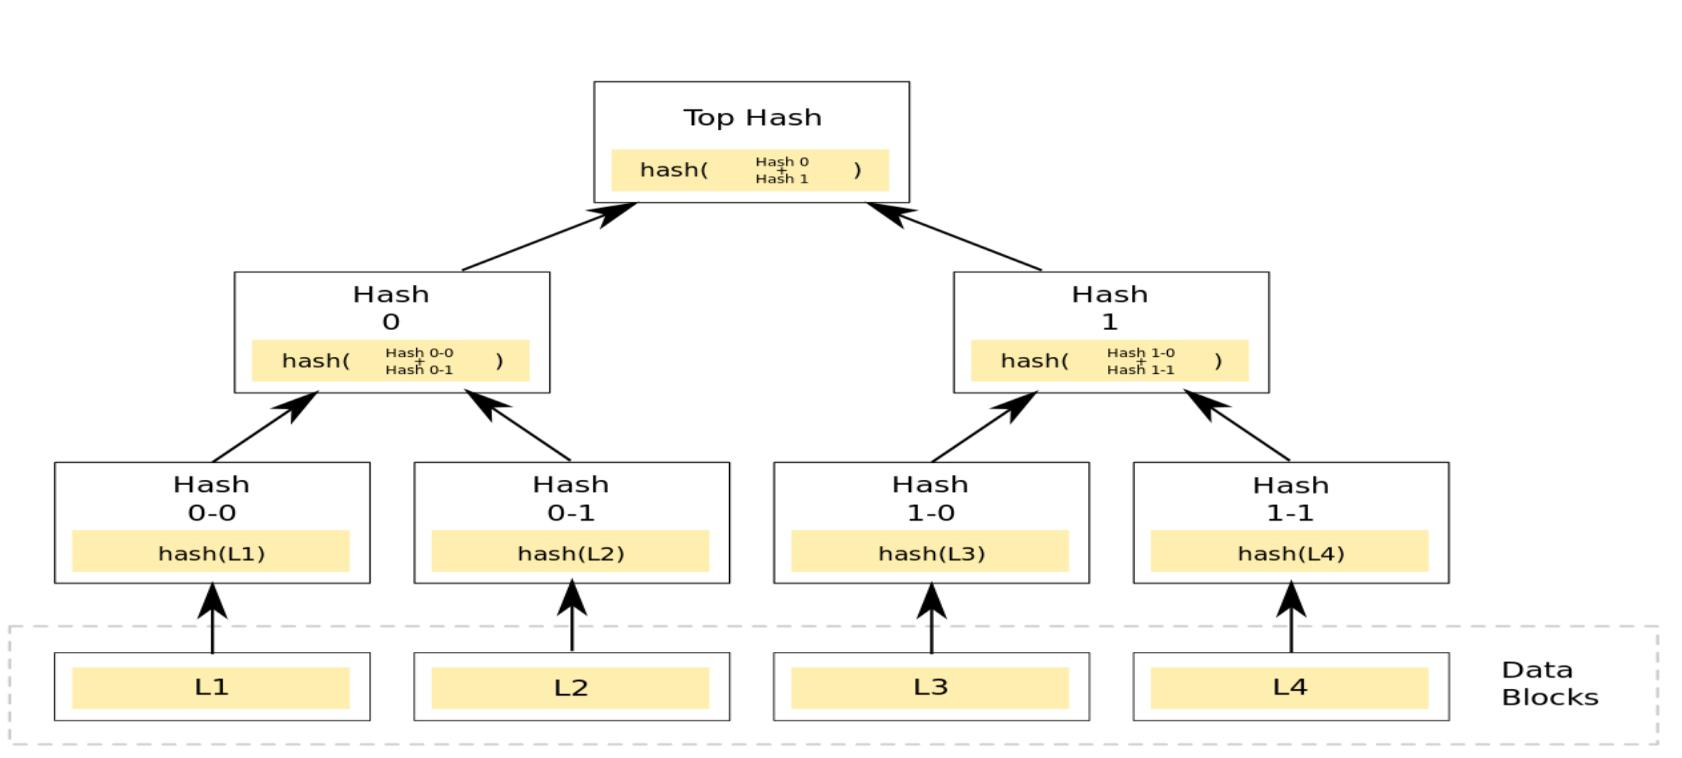 Top Hash
hash( Hash 0 + Hash 1 )
Hash
0
hash( Hash 0-0 + Hash 0-1 )
Hash
1
hash( Hash 1-0 + Hash 1-1 )
Hash
0-0
hash(L1)
Hash
0-1
hash(L2)
Hash
1-0
hash(L3)
Hash
1-1
hash(L4)
L1
L2
L3
L4
Data
Blocks